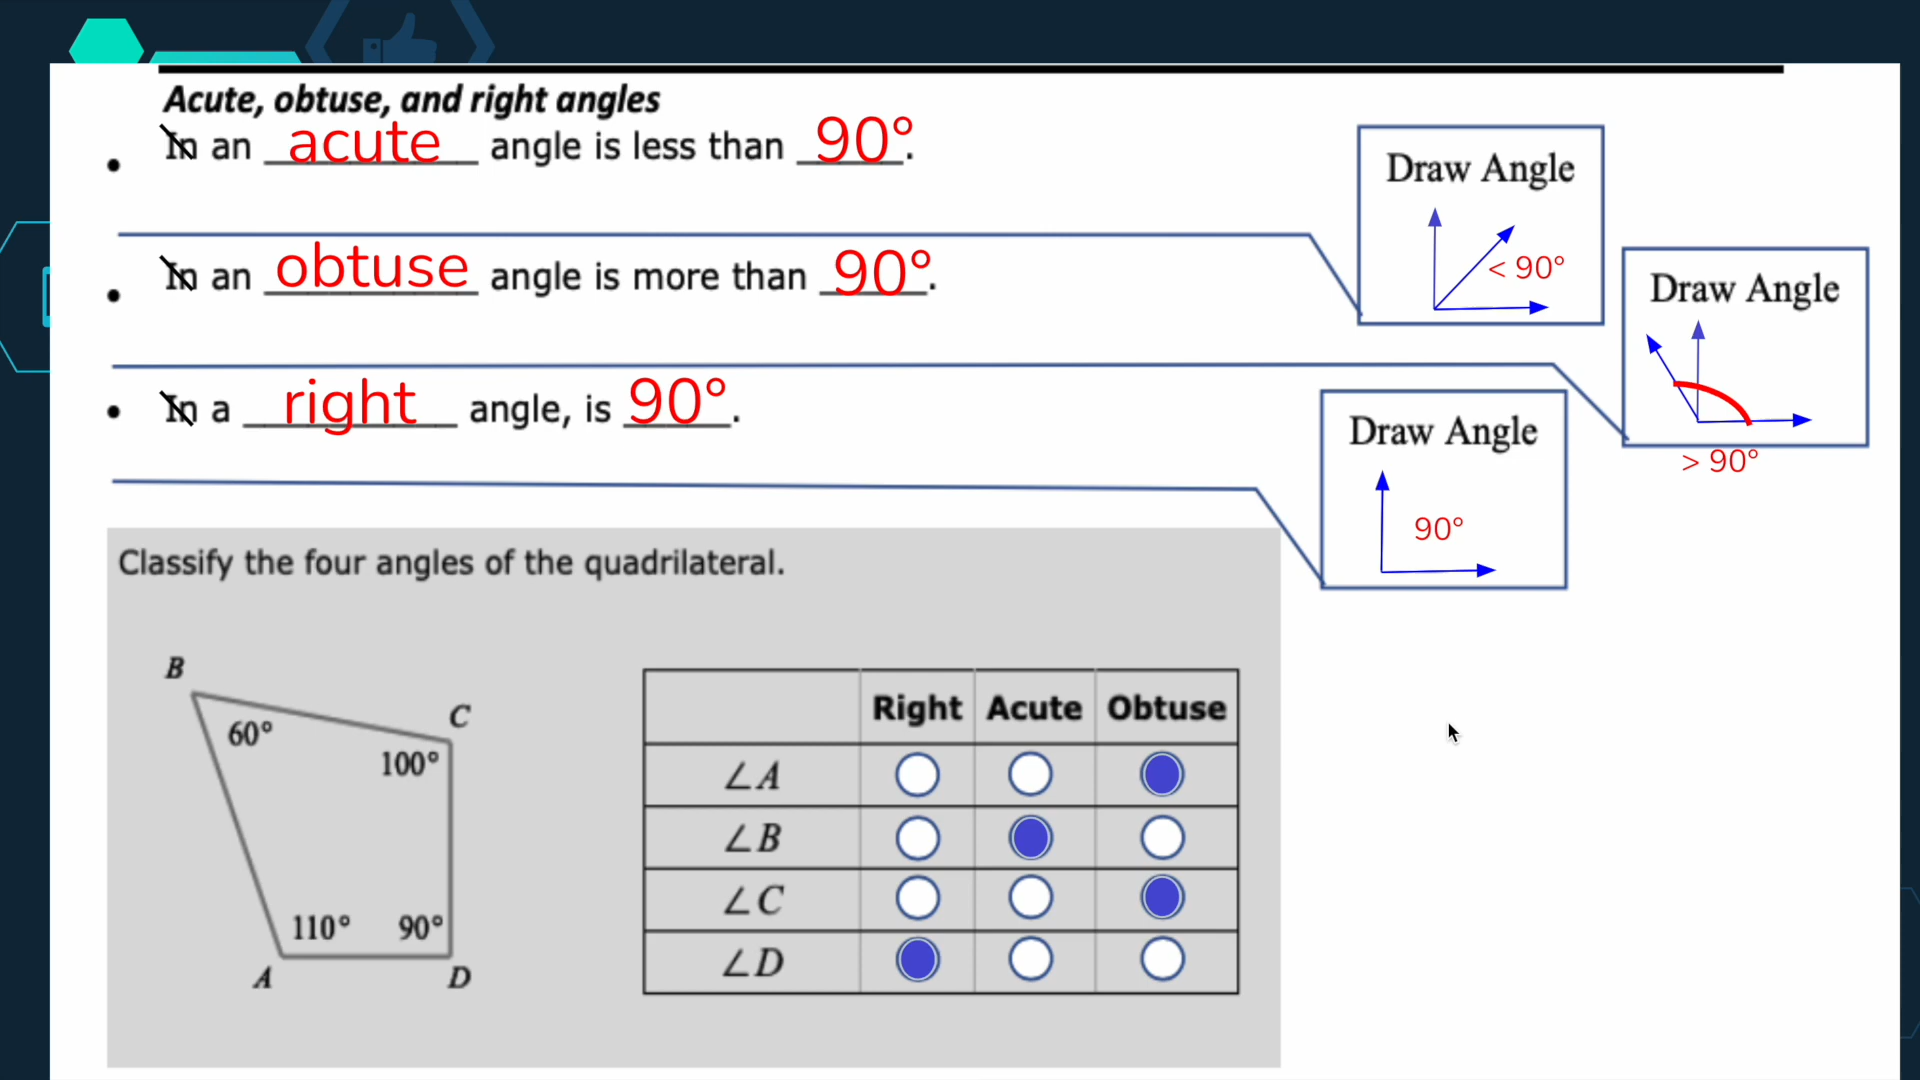 Acute, obtuse, and right angles
• In an acute angle is less than 90°.
• In an obtuse angle is more than 90°.
• In a right angle, is 90°.
Draw Angle
< 90°
Draw Angle
> 90°
Draw Angle
90°
Classify the four angles of the quadrilateral.
B
60°
C
100°
110°
90°
A
D
Right Acute Obtuse
∠A
∠B
∠C
∠D